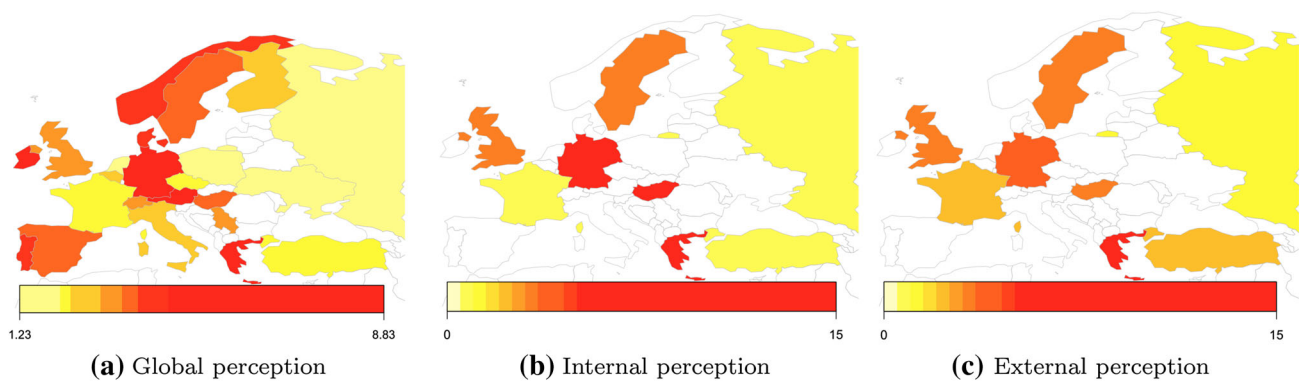 1.23 8.83
(a) Global perception
0 15
(b) Internal perception
0 15
(c) External perception